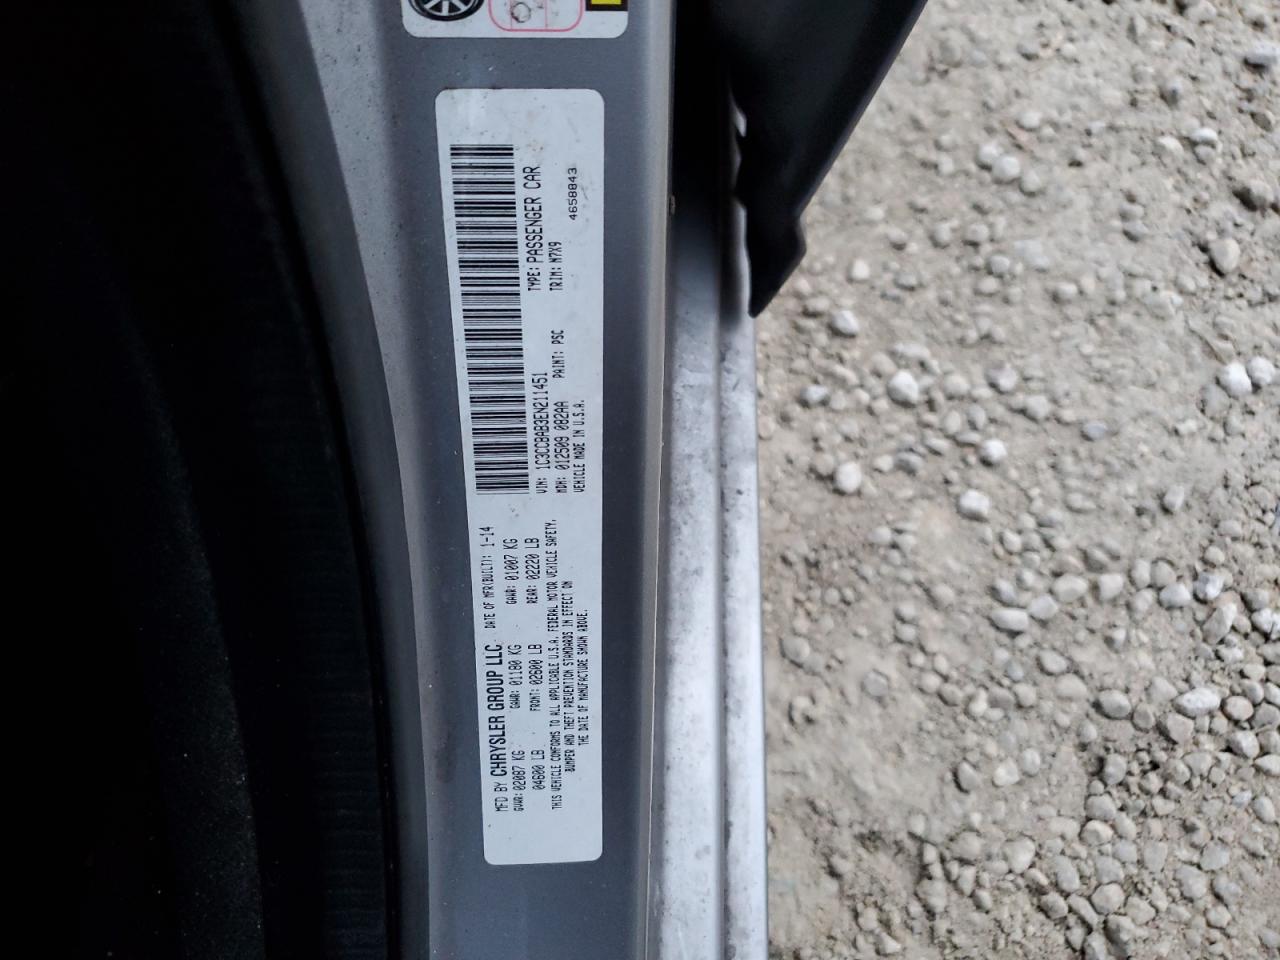 MFD BY CHRYSLER GROUP LLC DATE OF MFR(BUILT): 1-14
GVWR: 02087 KG GAWR: 01180 KG GAWR: 01007 KG
04600 LB FRONT: 02600 LB REAR: 02220 LB
THIS VEHICLE CONFORMS TO ALL APPLICABLE U.S.A. FEDERAL MOTOR VEHICLE SAFETY,
BUMPER AND THEFT PREVENTION STANDARDS IN EFFECT ON
THE DATE OF MANUFACTURE SHOWN ABOVE.
VIN: 1C3CCBAB3EN211451 TYPE: PASSENGER CAR
MDH: 012509 082AA PAINT: PSC TRIM: M7X9
VEHICLE MADE IN U.S.A. 4658843